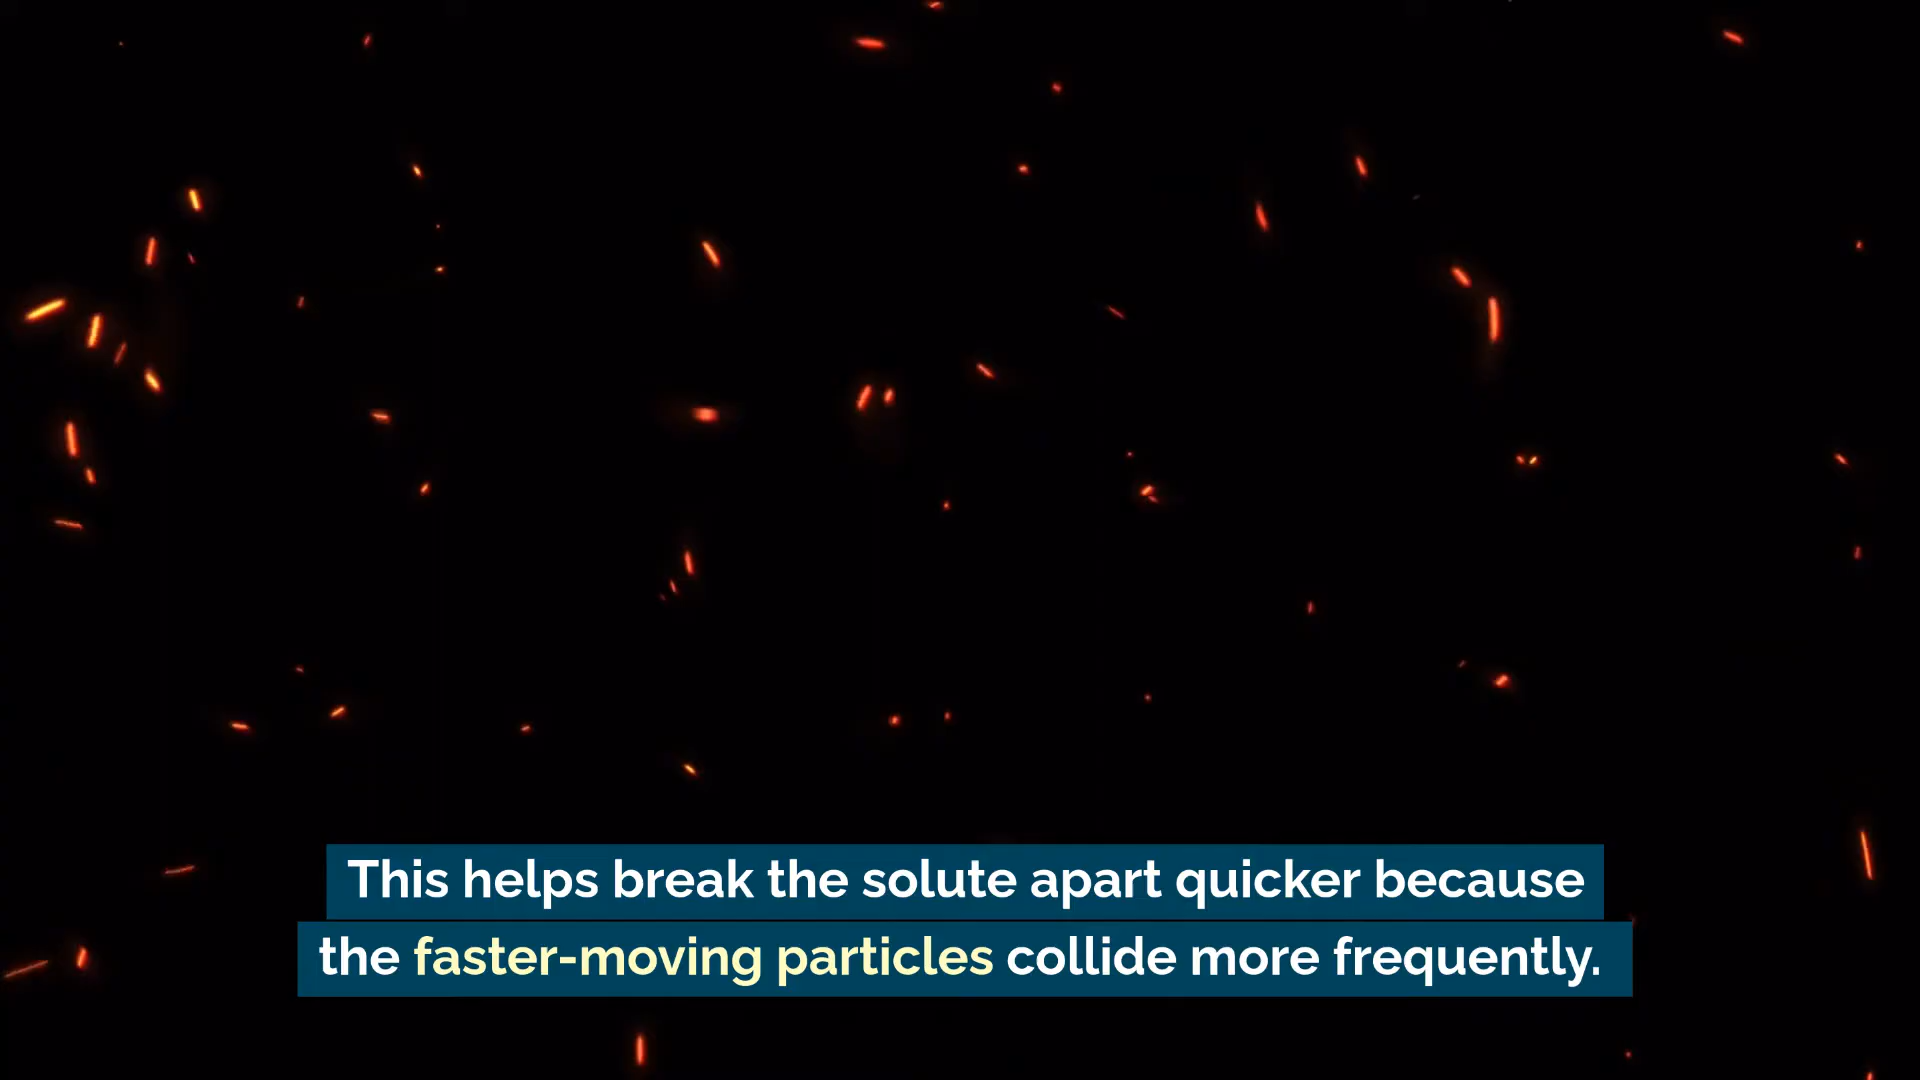 This helps break the solute apart quicker because
the faster-moving particles collide more frequently.